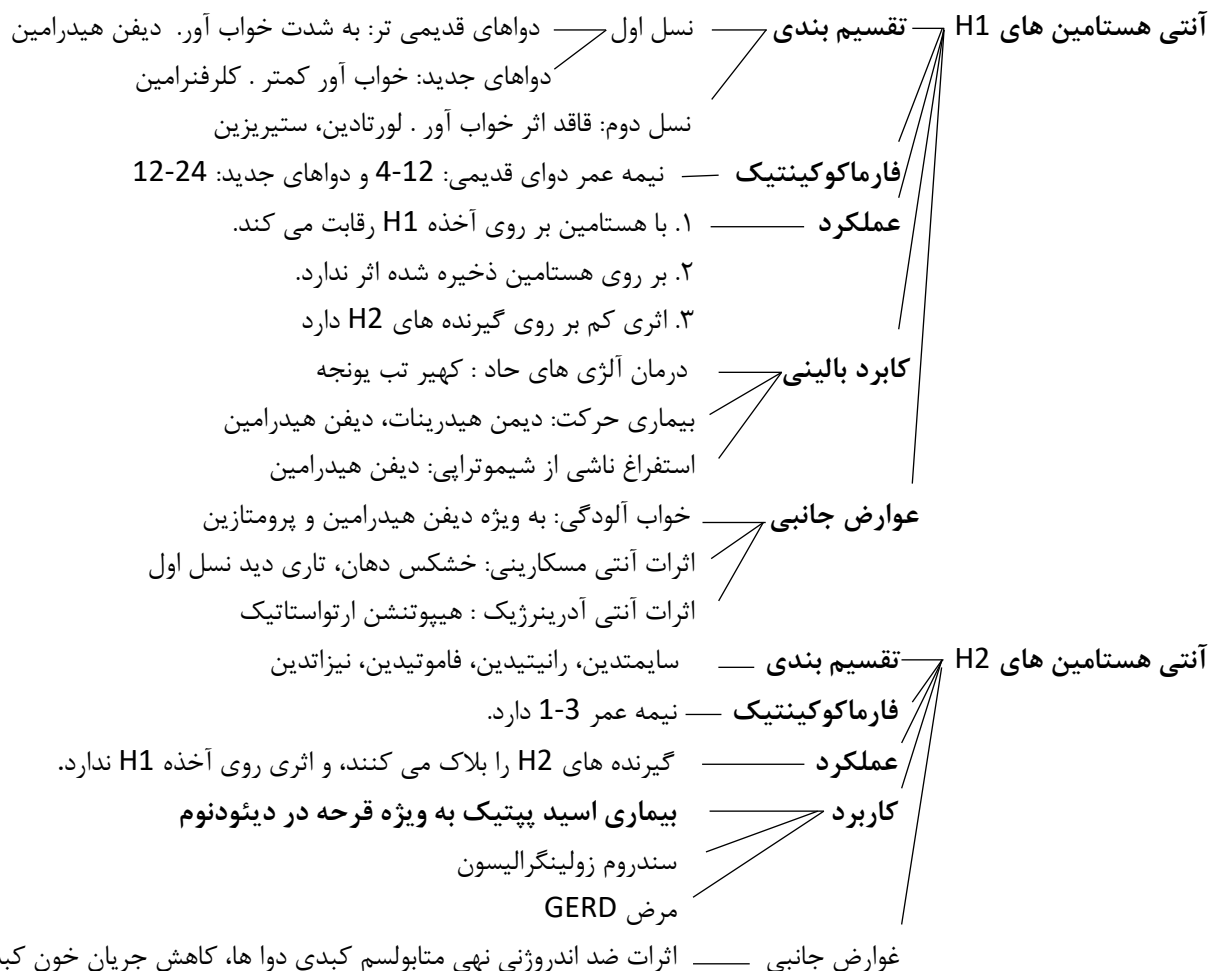 آنتی هستامین های H1 تقسیم بندی نسل اول دواهای قدیمی تر: به شدت خواب آور. دیفن هیدرامین
دواهای جدید: خواب آور کمتر . کلرفنرامین
نسل دوم: قاقد اثر خواب آور . لورتادین، ستیریزین
فارماکوکینتیک نیمه عمر دوای قدیمی: 12-4 و دواهای جدید: 24-12
عملکرد ۱. با هستامین بر روی آخذه H1 رقابت می کند.
۲. بر روی هستامین ذخیره شده اثر ندارد.
۳. اثری کم بر روی گیرنده های H2 دارد
کابرد بالینی درمان آلژی های حاد : کهیر تب یونجه
بیماری حرکت: دیمن هیدرینات، دیفن هیدرامین
استفراغ ناشی از شیموتراپی: دیفن هیدرامین
عوارض جانبی خواب آلودگی: به ویژه دیفن هیدرامین و پرومتازین
اثرات آنتی مسکارینی: خشکس دهان، تاری دید نسل اول
اثرات آنتی آدرینرژیک : هیپوتنشن ارتواستاتیک
آنتی هستامین های H2 تقسیم بندی سایمتدین، رانیتیدین، فاموتیدین، نیزاتدین
فارماکوکینتیک نیمه عمر 3-1 دارد.
عملکرد گیرنده های H2 را بلاک می کنند، و اثری روی آخذه H1 ندارد.
کاربرد بیماری اسید پپتیک به ویژه قرحه در دیئودنوم
سندروم زولینگرالیسون
مرض GERD
غوارض جانبی اثرات ضد اندروژنی نهی متابولسم کبدی دوا ها، کاهش جریان خون